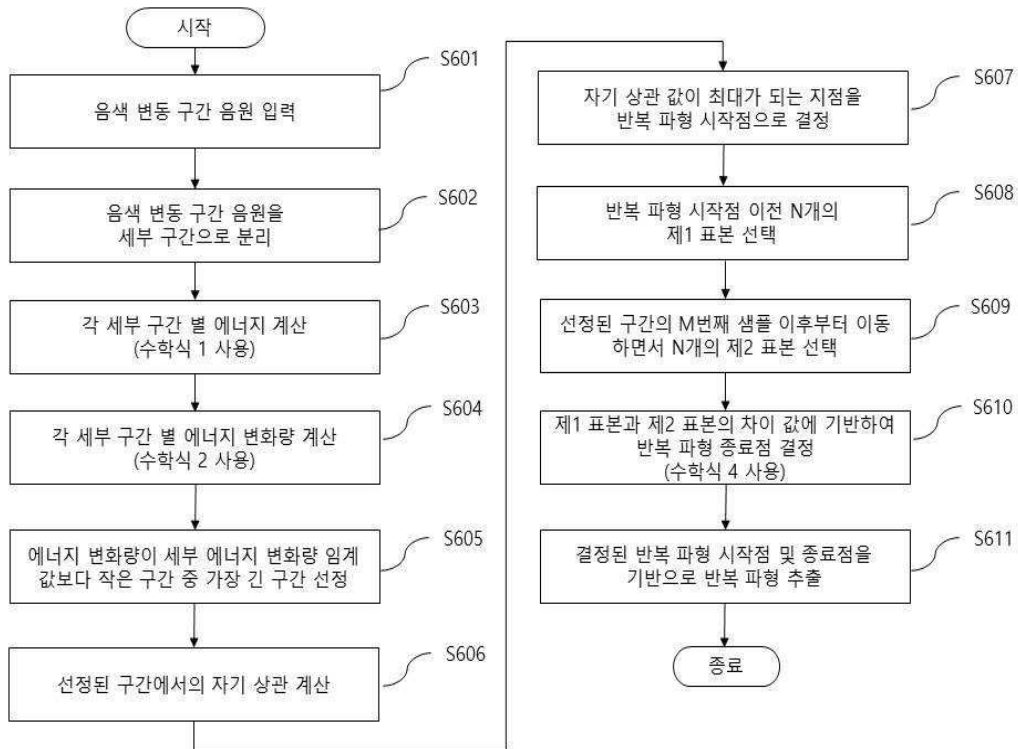 시작
S601
음색 변동 구간 음원 입력
S602
음색 변동 구간 음원을
세부 구간으로 분리
S603
각 세부 구간 별 에너지 계산
(수학식 1 사용)
S604
각 세부 구간 별 에너지 변화량 계산
(수학식 2 사용)
S605
에너지 변화량이 세부 에너지 변화량 임계
값보다 작은 구간 중 가장 긴 구간 선정
S606
선정된 구간에서의 자기 상관 계산
S607
자기 상관 값이 최대가 되는 지점을
반복 파형 시작점으로 결정
S608
반복 파형 시작점 이전 N개의
제1 표본 선택
S609
선정된 구간의 M번째 샘플 이후부터 이동
하면서 N개의 제2 표본 선택
S610
제1 표본과 제2 표본의 차이 값에 기반하여
반복 파형 종료점 결정
(수학식 4 사용)
S611
결정된 반복 파형 시작점 및 종료점을
기반으로 반복 파형 추출
종료